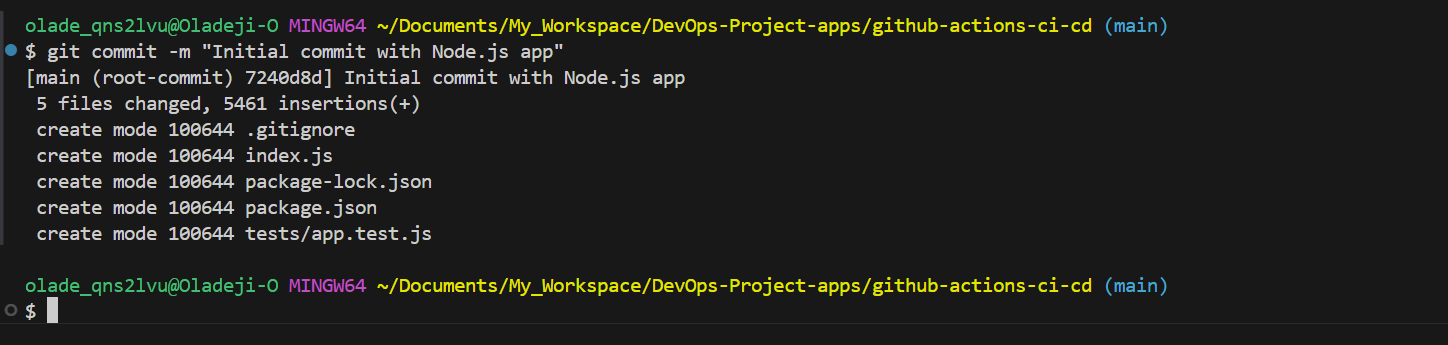 olade_qns2lvu@Oladeji-O MINGW64 ~/Documents/My_Workspace/DevOps-Project-apps/github-actions-ci-cd (main)
$ git commit -m "Initial commit with Node.js app"
[main (root-commit) 7240d8d] Initial commit with Node.js app
 5 files changed, 5461 insertions(+)
 create mode 100644 .gitignore
 create mode 100644 index.js
 create mode 100644 package-lock.json
 create mode 100644 package.json
 create mode 100644 tests/app.test.js
olade_qns2lvu@Oladeji-O MINGW64 ~/Documents/My_Workspace/DevOps-Project-apps/github-actions-ci-cd (main)
$